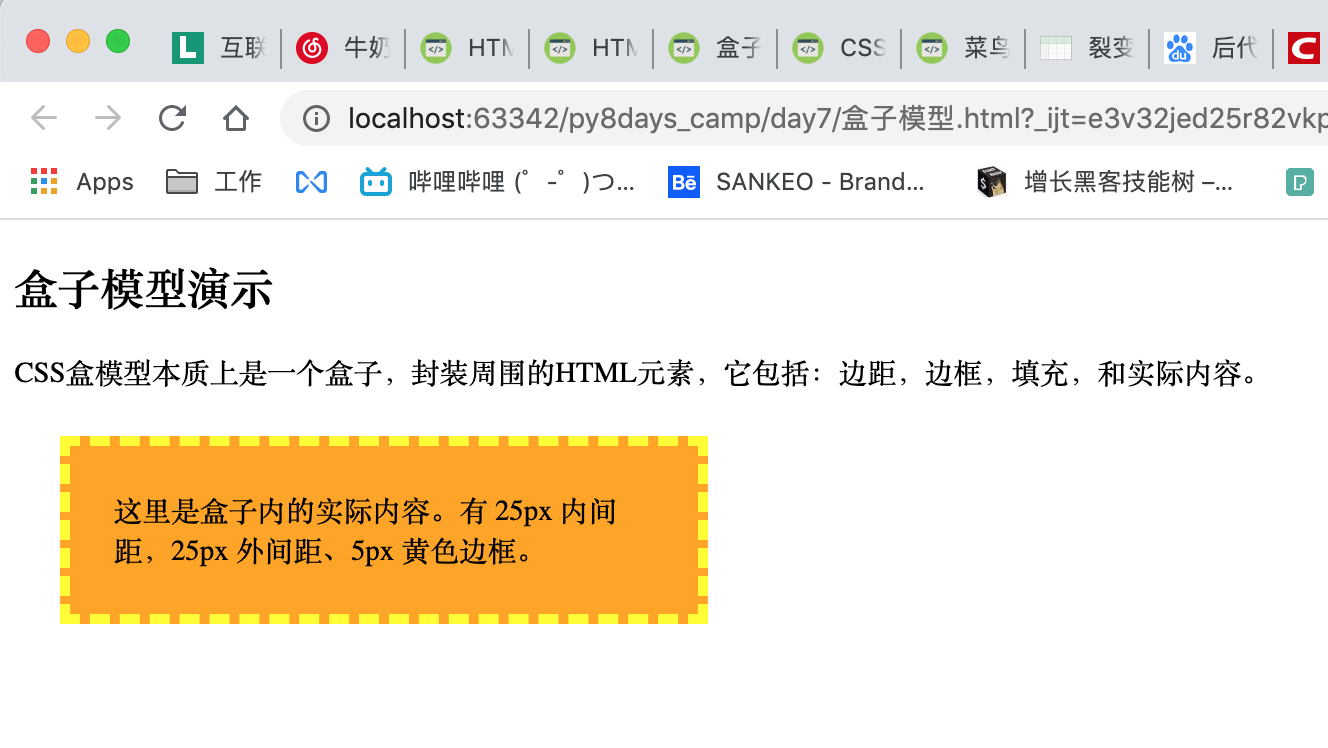 互联 牛奶 HTM HTM 盒子 CSS 菜鸟 裂变 后代
localhost:63342/py8days_camp/day7/盒子模型.html?_ijt=e3v32jed25r82vkp
Apps 工作 哔哩哔哩 (゜-゜)つ... Bē SANKEO - Brand... 增长黑客技能树 –...
盒子模型演示
CSS盒模型本质上是一个盒子，封装周围的HTML元素，它包括：边距，边框，填充，和实际内容。
这里是盒子内的实际内容。有 25px 内间
距，25px 外间距、5px 黄色边框。